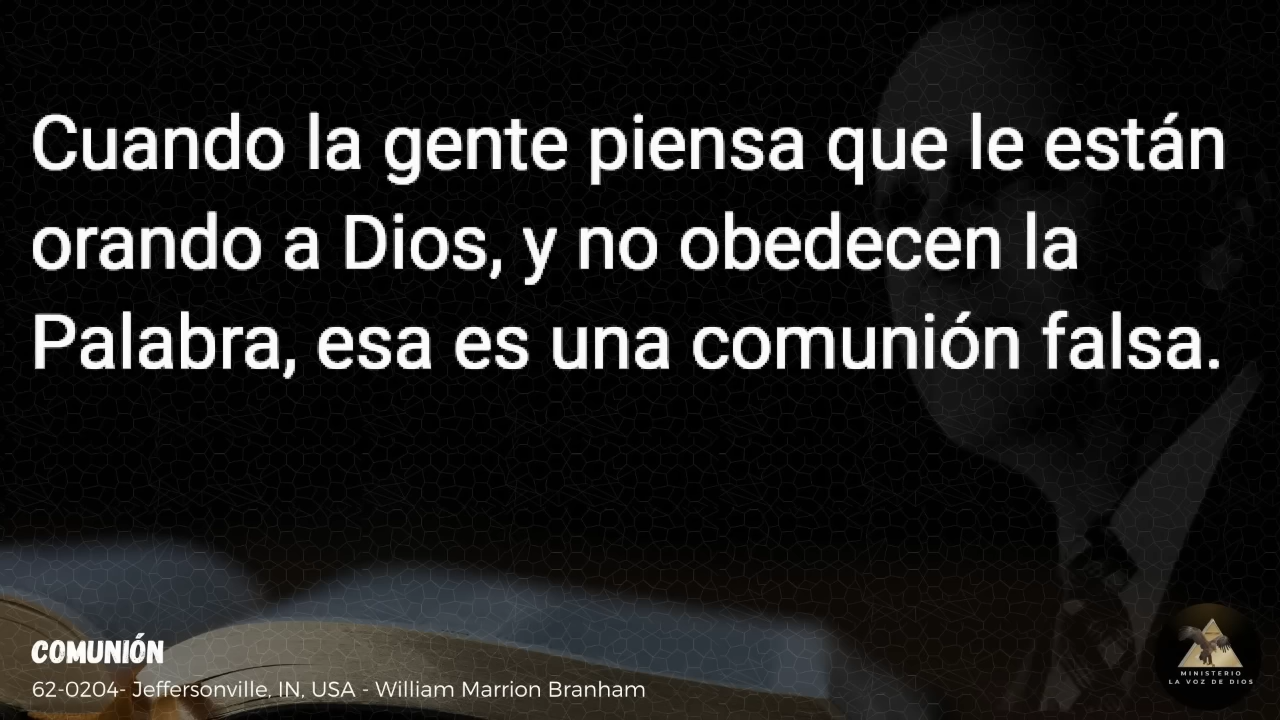 Cuando la gente piensa que le están
orando a Dios, y no obedecen la
Palabra, esa es una comunión falsa.
COMUNIÓN
62-0204- Jeffersonville, IN, USA - William Marrion Branham
MINISTERIO
LA VOZ DE DIOS